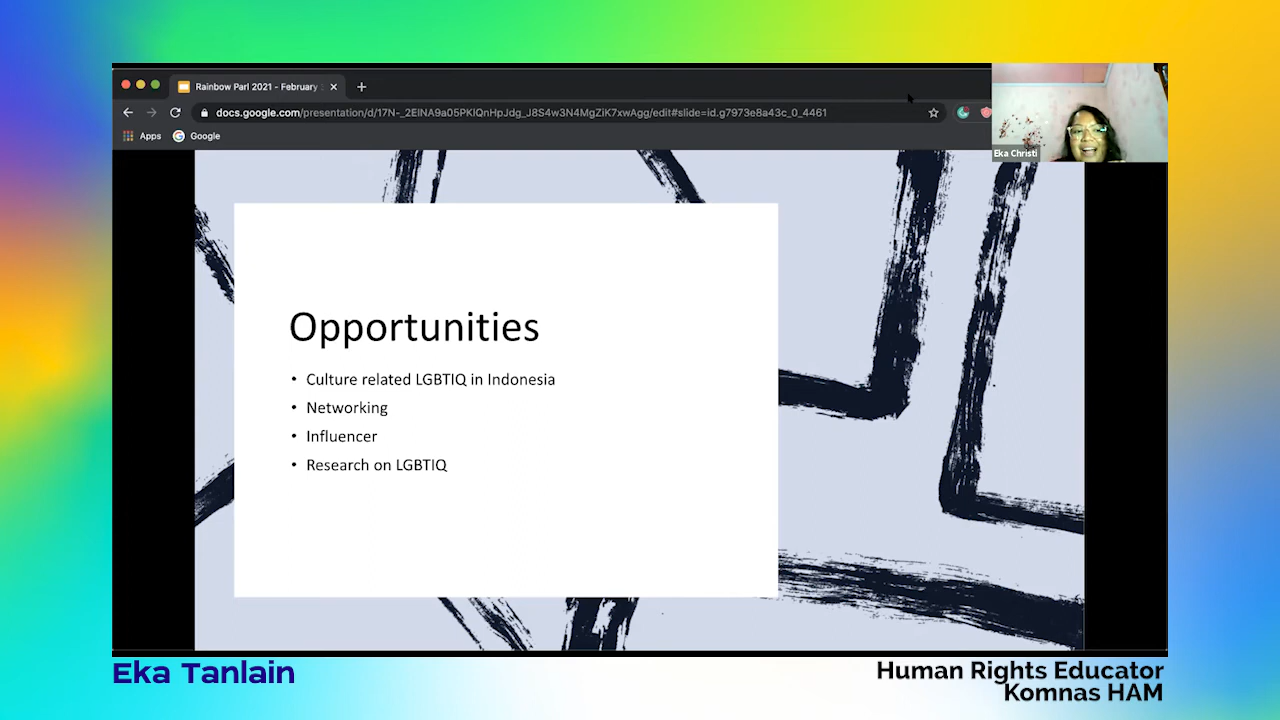 Rainbow Parl 2021 - February
docs.google.com/presentation/d/17N-_2EINA9a05PKIQnHpJdg_J8S4w3N4MgZiK7xwAgg/edit#slide=id.g7973e8a43c_0_4461
Apps Google
Eka Christi
Opportunities
• Culture related LGBTIQ in Indonesia
• Networking
• Influencer
• Research on LGBTIQ
Eka Tanlain
Human Rights Educator
Komnas HAM